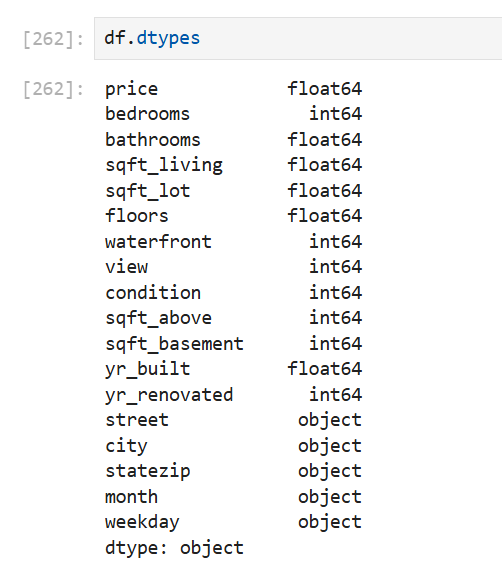 [262]: df.dtypes
[262]: price float64
bedrooms int64
bathrooms float64
sqft_living float64
sqft_lot float64
floors float64
waterfront int64
view int64
condition int64
sqft_above int64
sqft_basement int64
yr_built float64
yr_renovated int64
street object
city object
statezip object
month object
weekday object
dtype: object